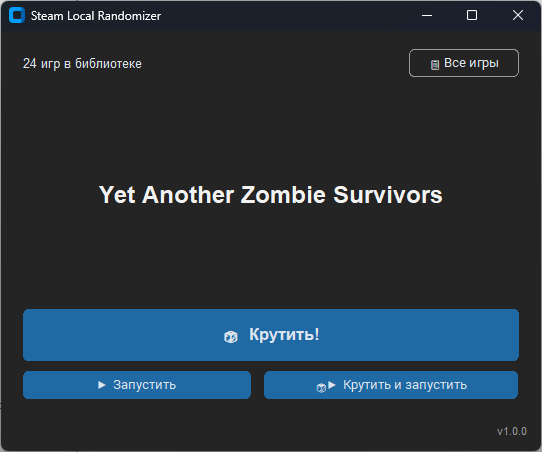 Steam Local Randomizer
24 игр в библиотеке
Все игры
Yet Another Zombie Survivors
Крутить!
Запустить
Крутить и запустить
v1.0.0